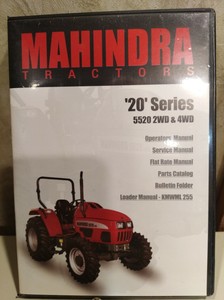 MAHINDRA
TRACTORS
'20' Series
5520 2WD & 4WD
Operators Manual
Service Manual
Flat Rate Manual
Parts Catalog
Bulletin Folder
Loader Manual - KMWML 255